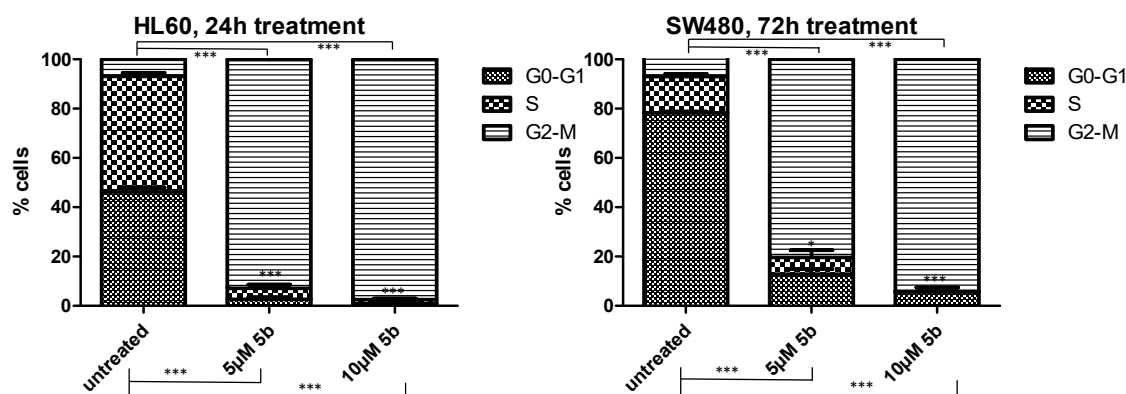 HL60, 24h treatment
***
***
100
80
60
40
20
0
% cells
***
***
untreated
5µM 5b
10µM 5b
***
***
G0-G1
S
G2-M
SW480, 72h treatment
***
***
100
80
60
40
20
0
% cells
*
***
untreated
5µM 5b
10µM 5b
***
***
G0-G1
S
G2-M